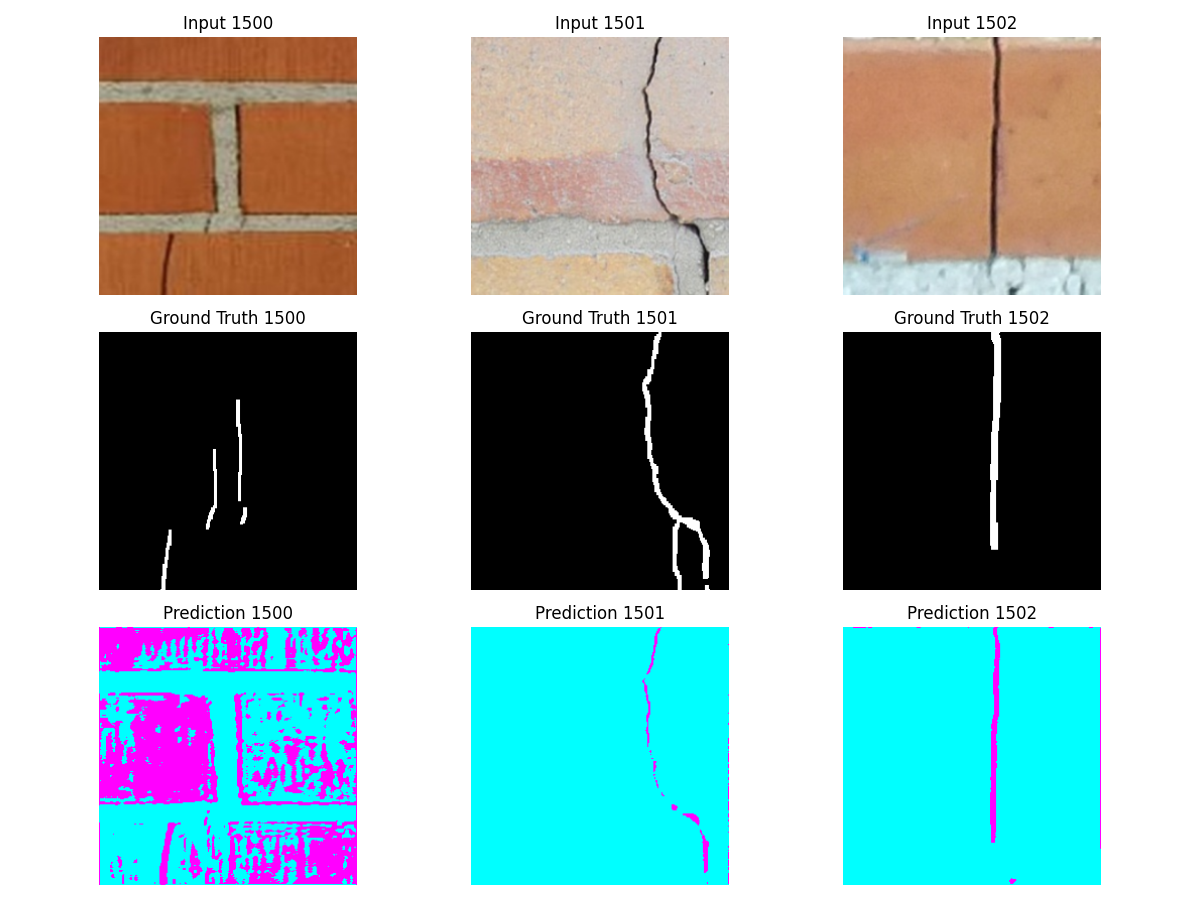 Input 1500
Input 1501
Input 1502
Ground Truth 1500
Ground Truth 1501
Ground Truth 1502
Prediction 1500
Prediction 1501
Prediction 1502